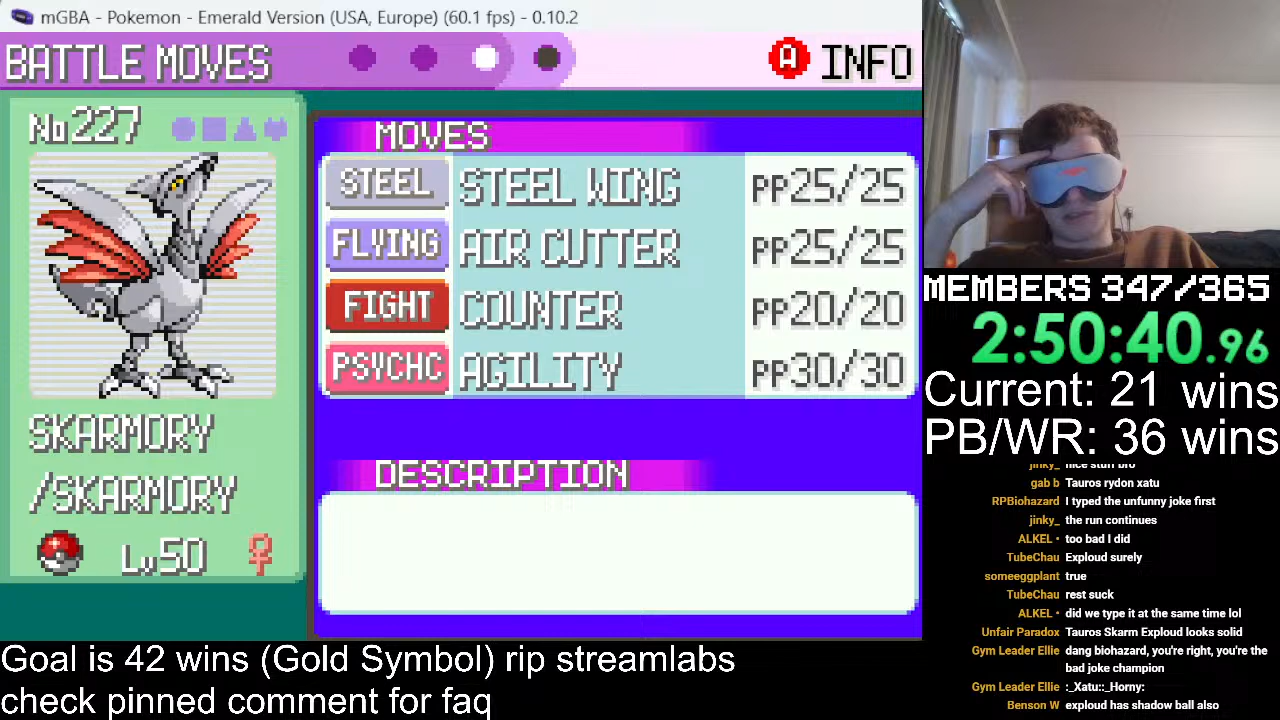 mGBA - Pokemon - Emerald Version (USA, Europe) (60.1 fps) - 0.10.2
BATTLE MOVES
A INFO
No227
MOVES
STEEL STEEL WING PP25/25
FLYING AIR CUTTER PP25/25
FIGHT COUNTER PP20/20
PSYCHC AGILITY PP30/30
SKARMORY
/SKARMORY
Lv50 ♀
DESCRIPTION
MEMBERS 347/365
2:50:40.96
Current: 21 wins
PB/WR: 36 wins
jinky_ nice stuff bro
gab b Tauros rydon xatu
RPBiohazard I typed the unfunny joke first
jinky_ the run continues
ALKEL • too bad I did
TubeChau Exploud surely
someeggplant true
TubeChau rest suck
ALKEL • did we type it at the same time lol
Unfair Paradox Tauros Skarm Exploud looks solid
Gym Leader Ellie dang biohazard, you're right, you're the
bad joke champion
Gym Leader Ellie :_Xatu::_Horny:
Benson W exploud has shadow ball also
Goal is 42 wins (Gold Symbol) rip streamlabs
check pinned comment for faq